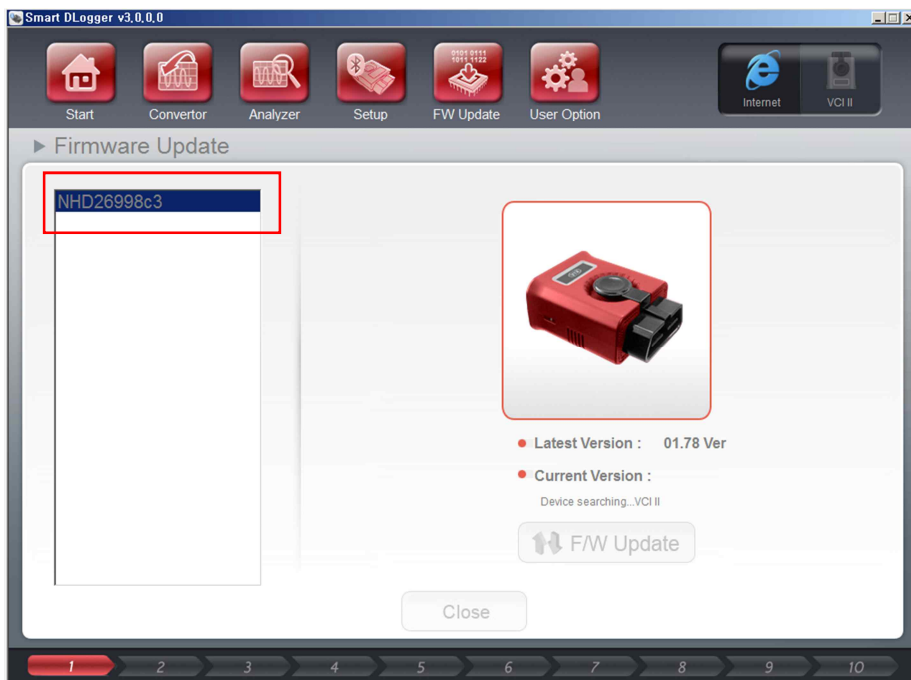 Smart DLogger v3,0,0,0
0101 0111
1011 1122
Start Convertor Analyzer Setup FW Update User Option Internet VCI II
Firmware Update
NHD26998c3
Latest Version : 01.78 Ver
Current Version :
Device searching...VCI II
F/W Update
Close
1 2 3 4 5 6 7 8 9 10